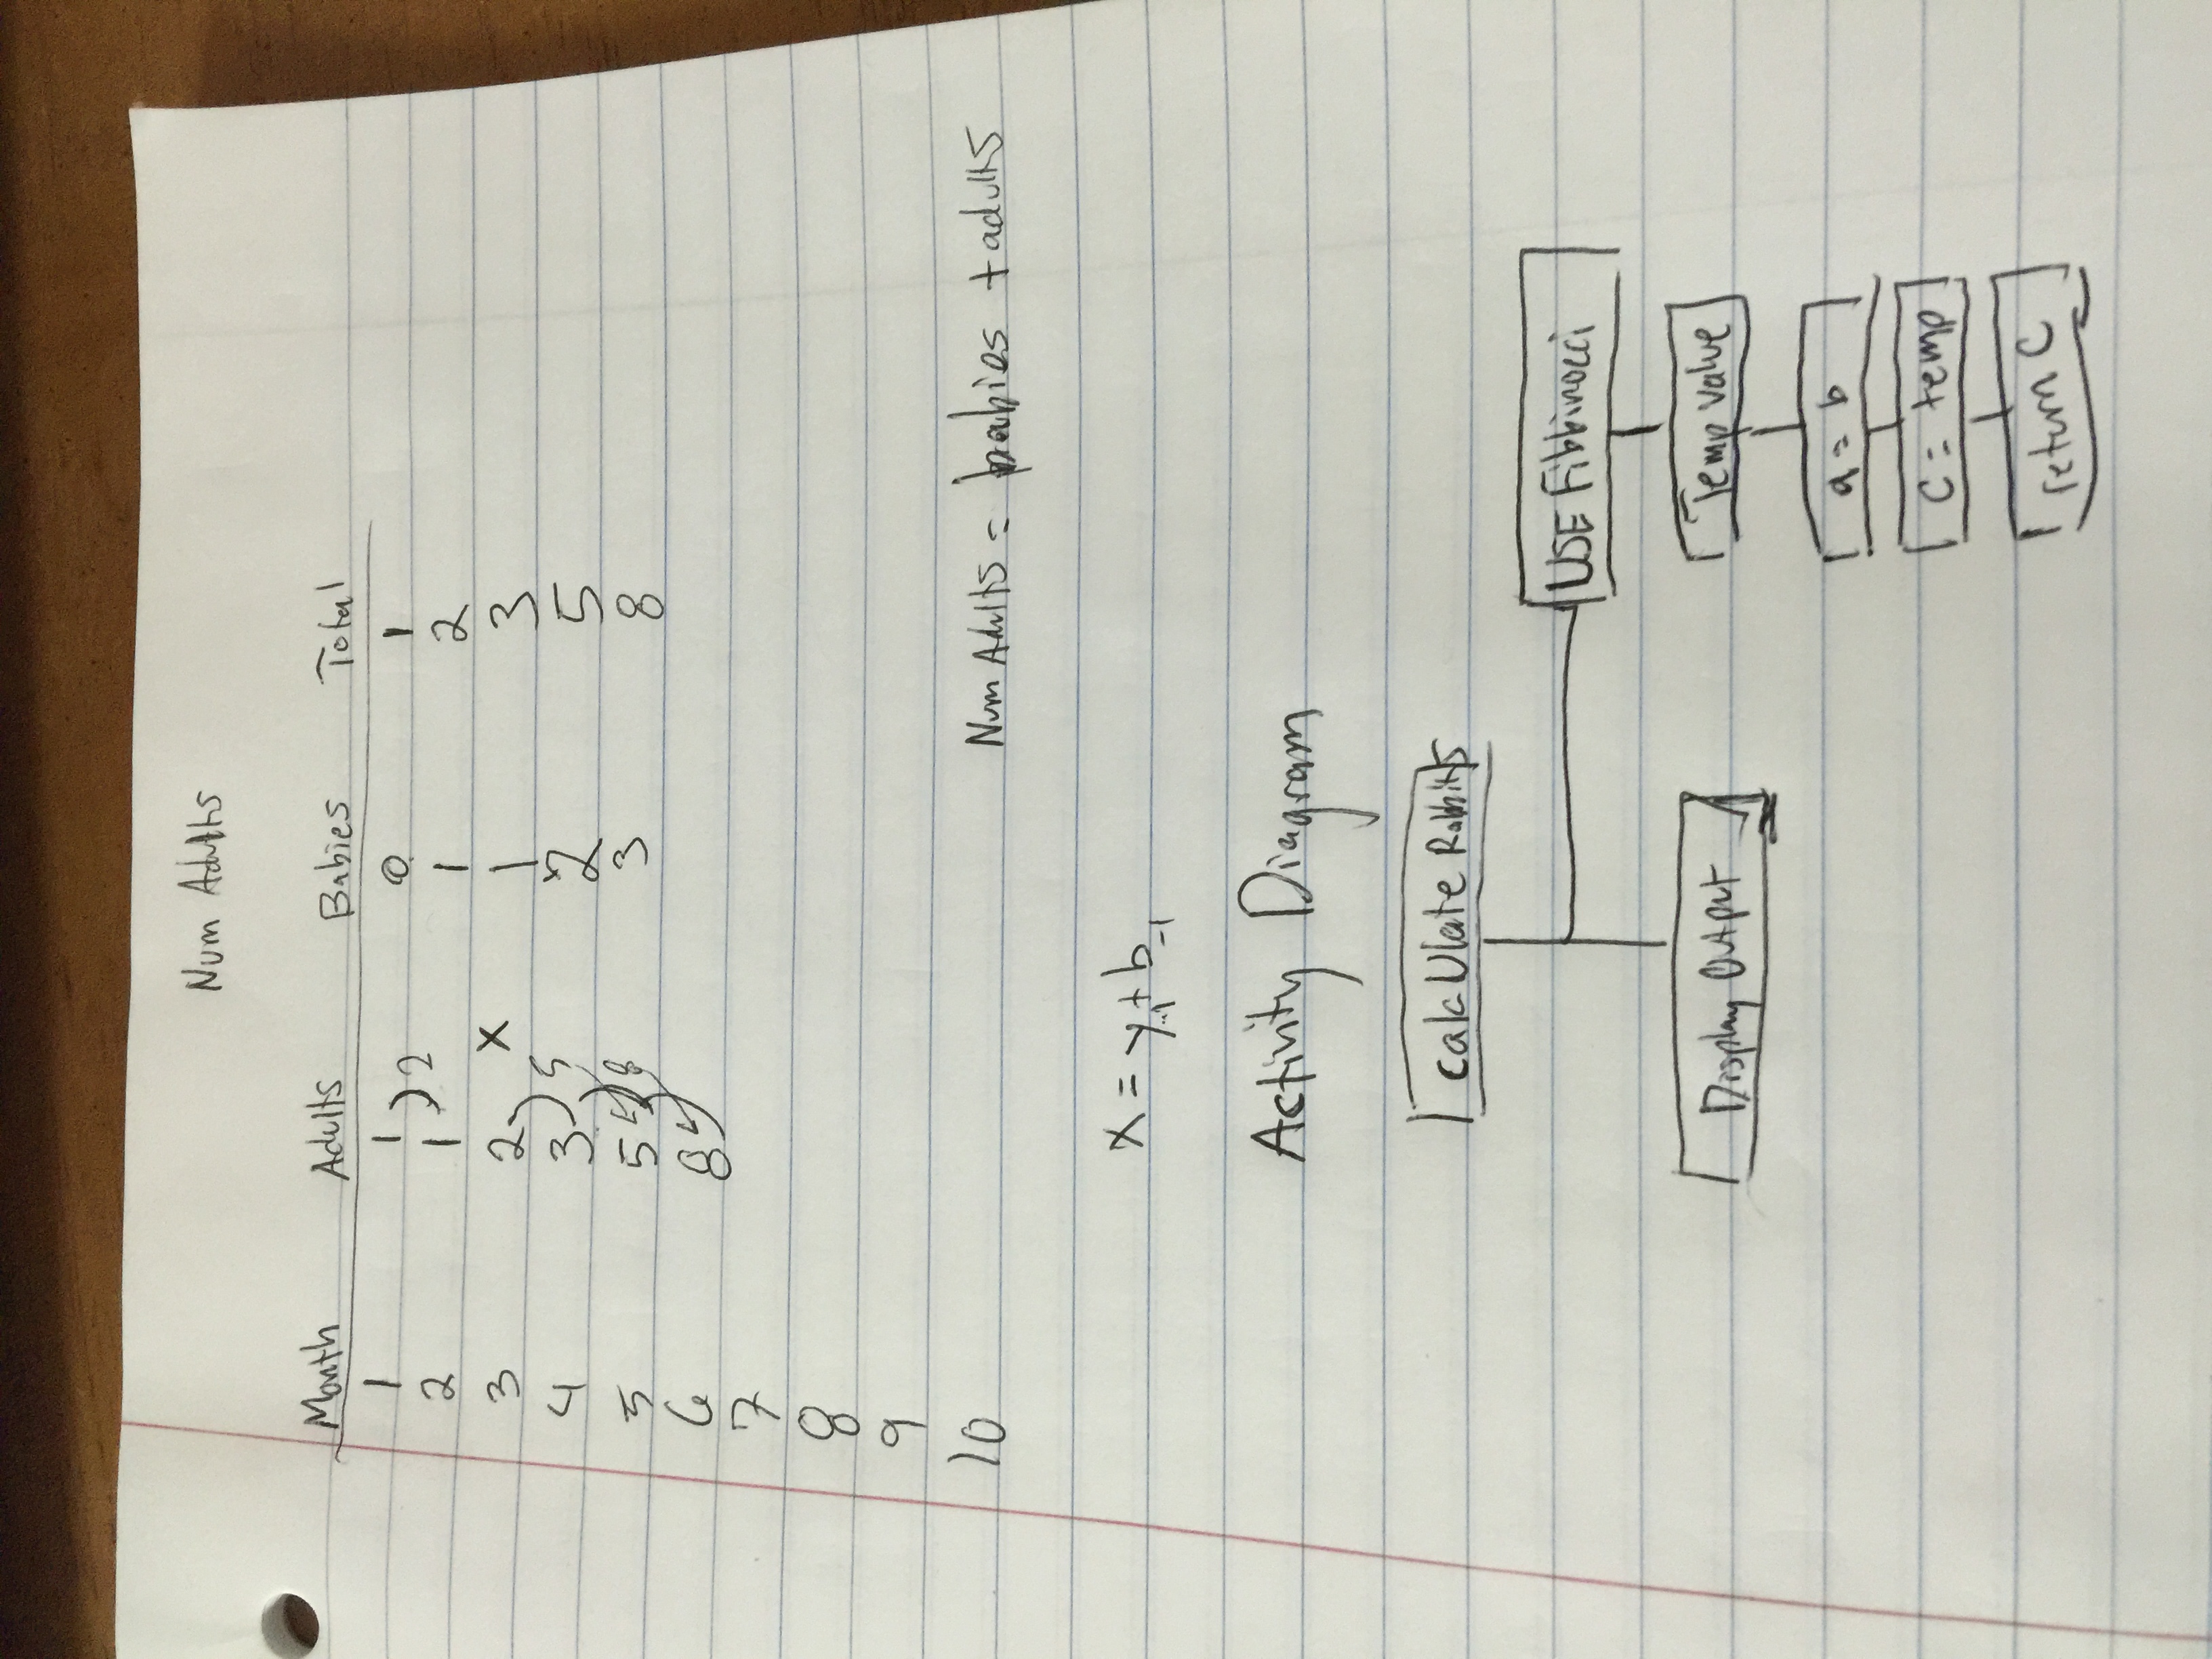 Num Adults
Month Adults Babies Total
1 1 0 1
2
2 1 1 2
3 2 X 1 3
5
4 3 2 5
5 5 8 3 8
6 8
7
8
9
10
Num Adults = babies + adults
X = y-1 + b-1
Activity Diagram
calcUlate Rabbits
USE Fibbinocci
Display Output
Temp value
a = b
C = temp
return C